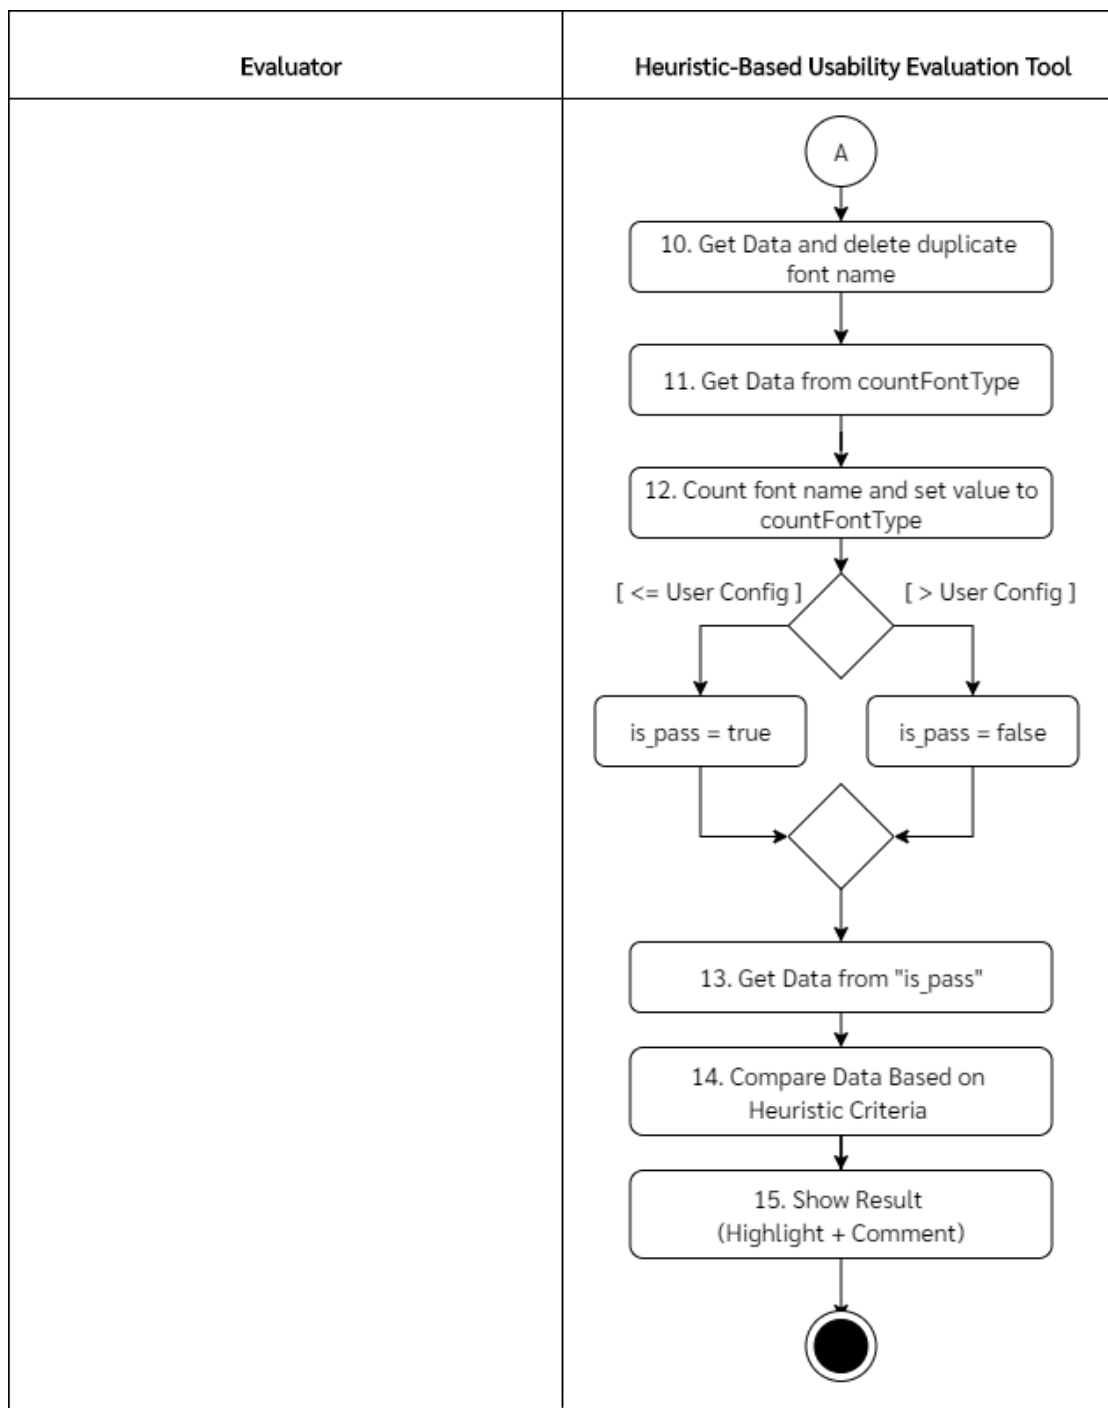 Evaluator
Heuristic-Based Usability Evaluation Tool
A
10. Get Data and delete duplicate
font name
11. Get Data from countFontType
12. Count font name and set value to
countFontType
[ <= User Config ]
[ > User Config ]
is_pass = true
is_pass = false
13. Get Data from "is_pass"
14. Compare Data Based on
Heuristic Criteria
15. Show Result
(Highlight + Comment)